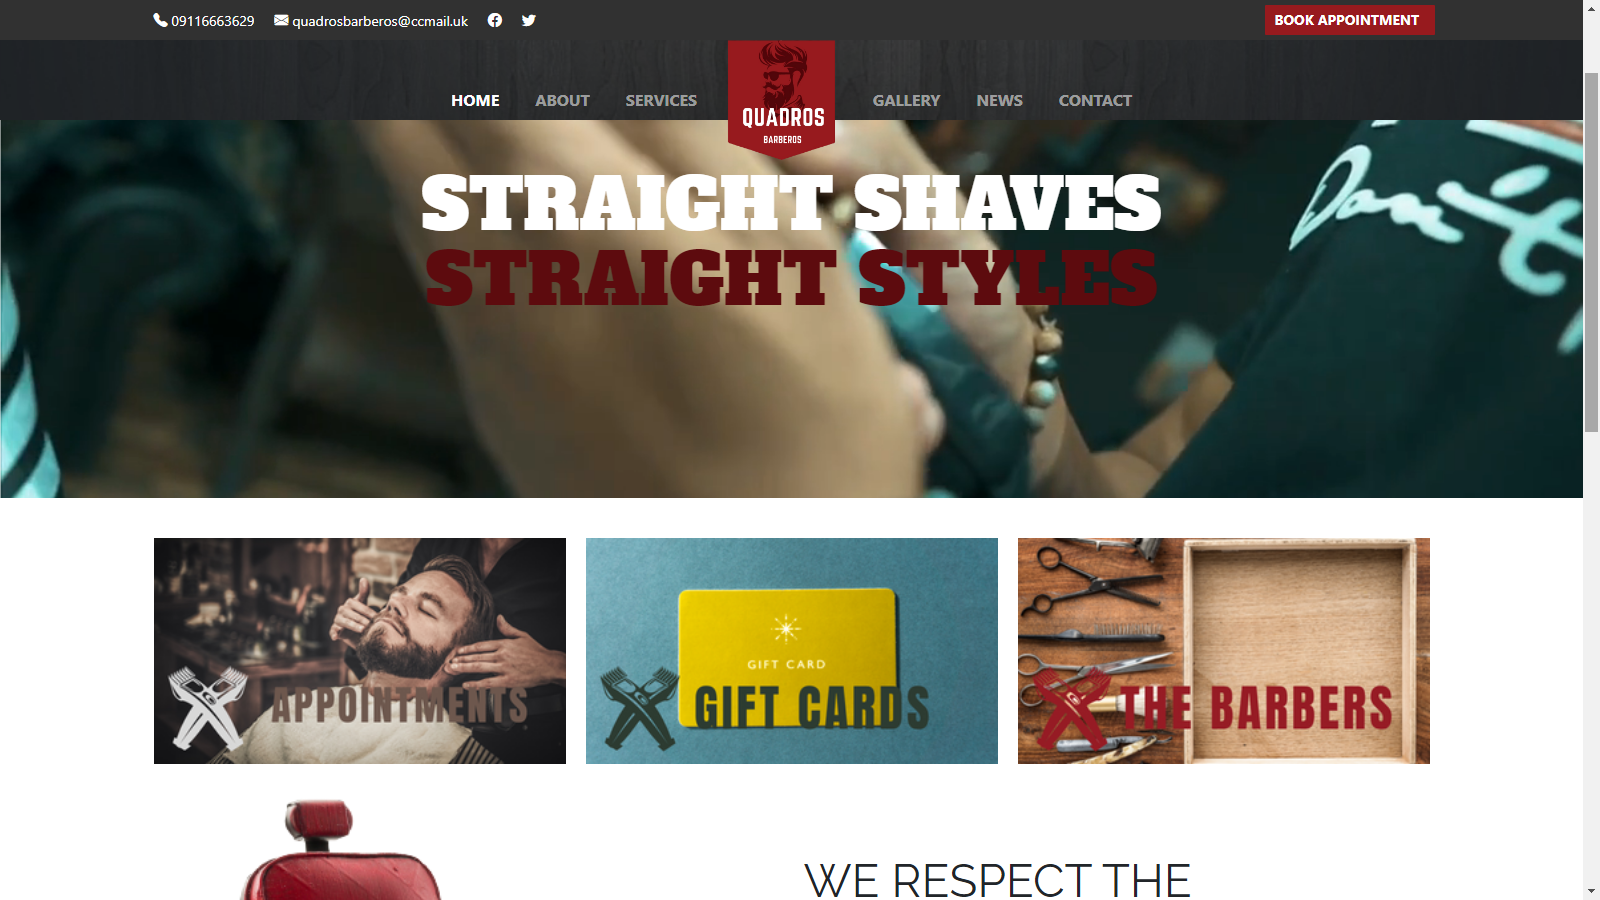 09116663629 quadrosbarberos@ccmail.uk
BOOK APPOINTMENT
HOME ABOUT SERVICES
QUADROS
BARBEROS
GALLERY NEWS CONTACT
STRAIGHT SHAVES
STRAIGHT STYLES
APPOINTMENTS
GIFT CARD
GIFT CARDS
THE BARBERS
WE RESPECT THE